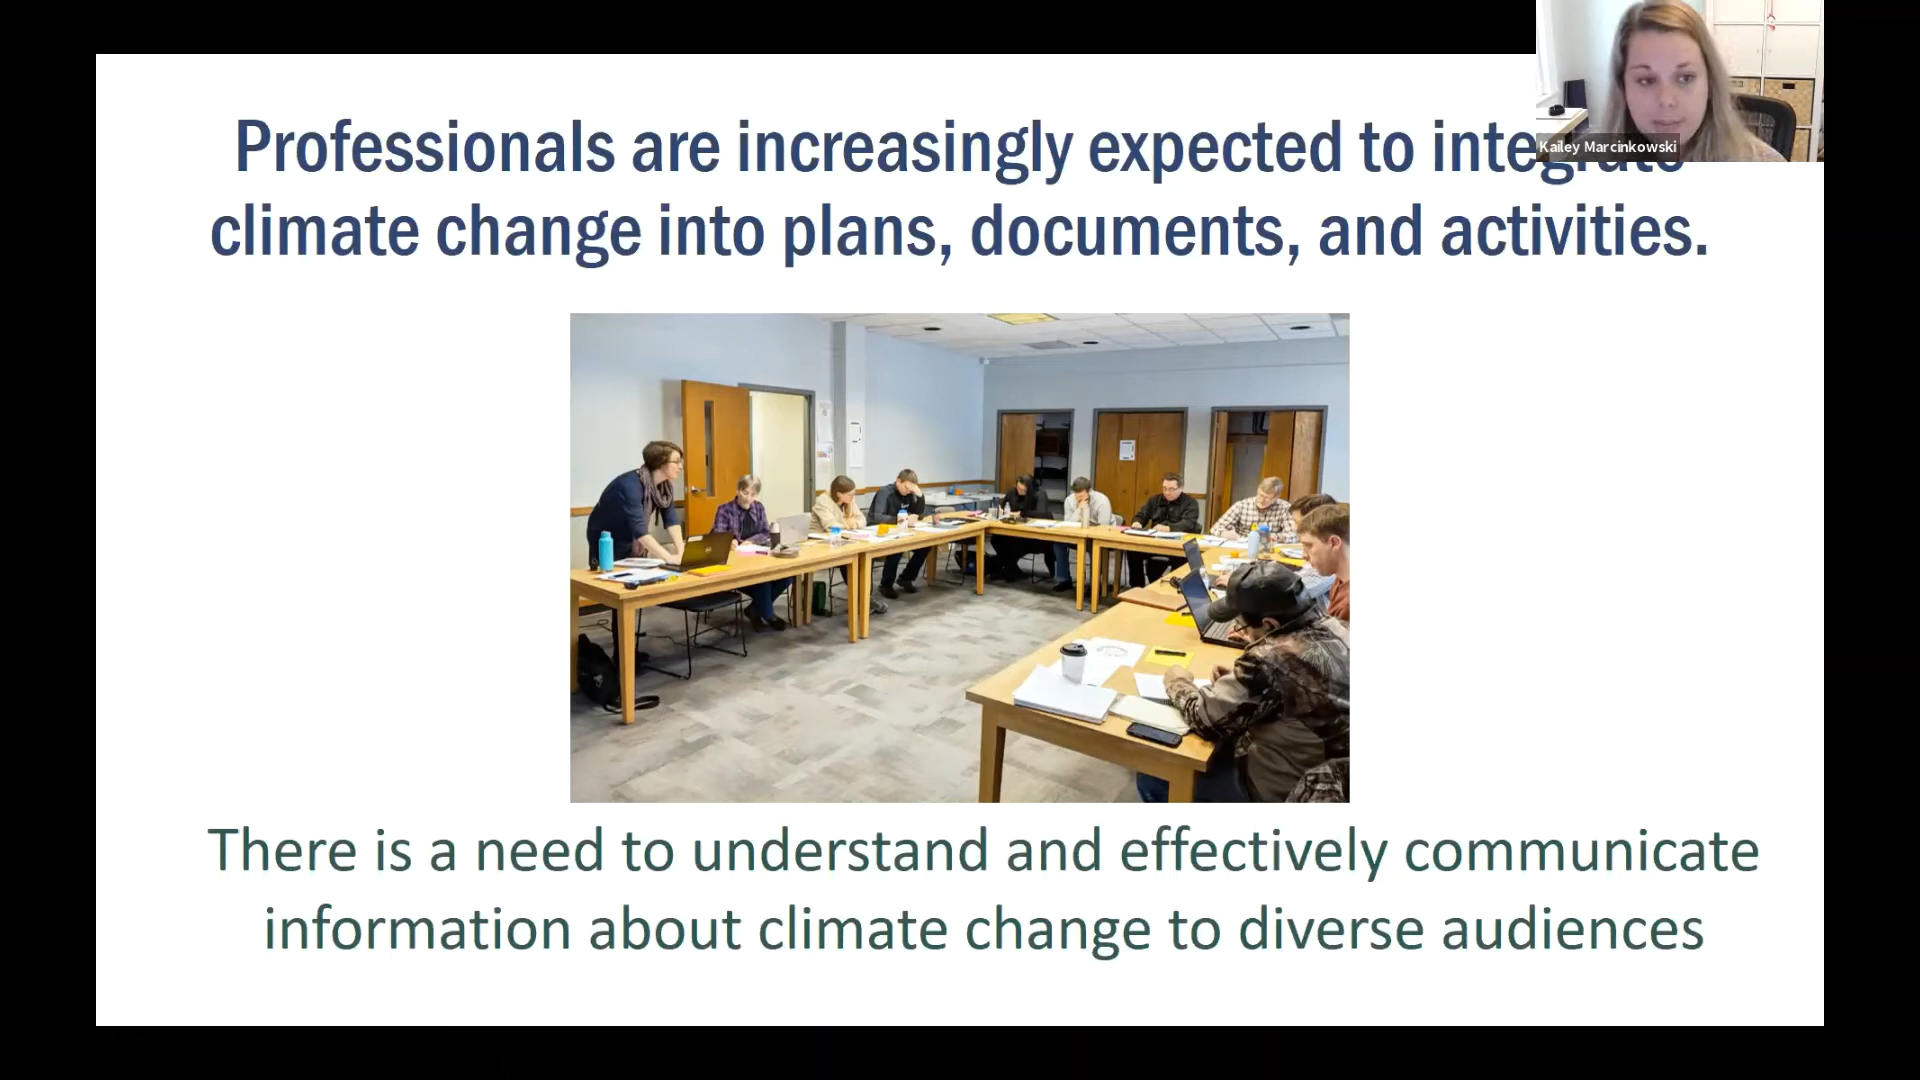 Professionals are increasingly expected to integrate
climate change into plans, documents, and activities.
Kailey Marcinkowski
There is a need to understand and effectively communicate
information about climate change to diverse audiences